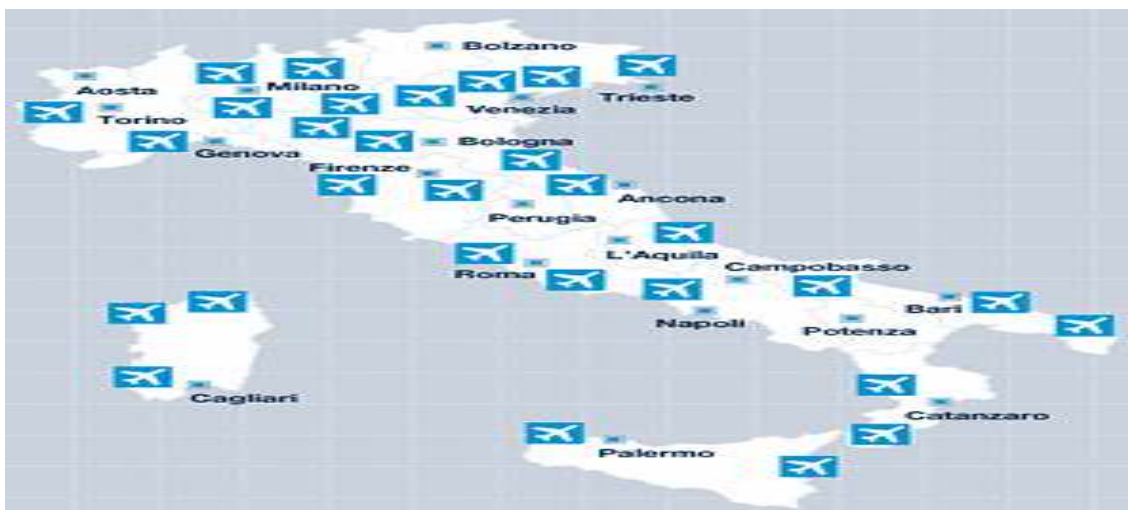 Bolzano
Aosta
Milano
Venezia
Trieste
Torino
Genova
Bologna
Firenze
Ancona
Perugia
L'Aquila
Roma
Campobasso
Napoli
Bari
Potenza
Cagliari
Catanzaro
Palermo